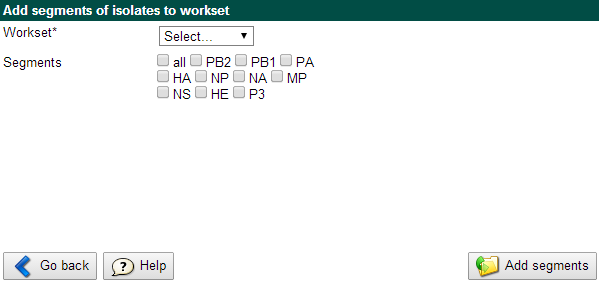 Add segments of isolates to workset
Workset* Select... 
Segments all PB2 PB1 PA
HA NP NA MP
NS HE P3
Go back ? Help Add segments